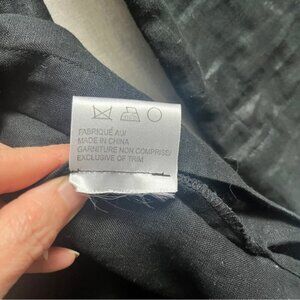 FABRIQUÉ AU/
MADE IN CHINA
GARNITURE NON COMPRISE/
EXCLUSIVE OF TRIM